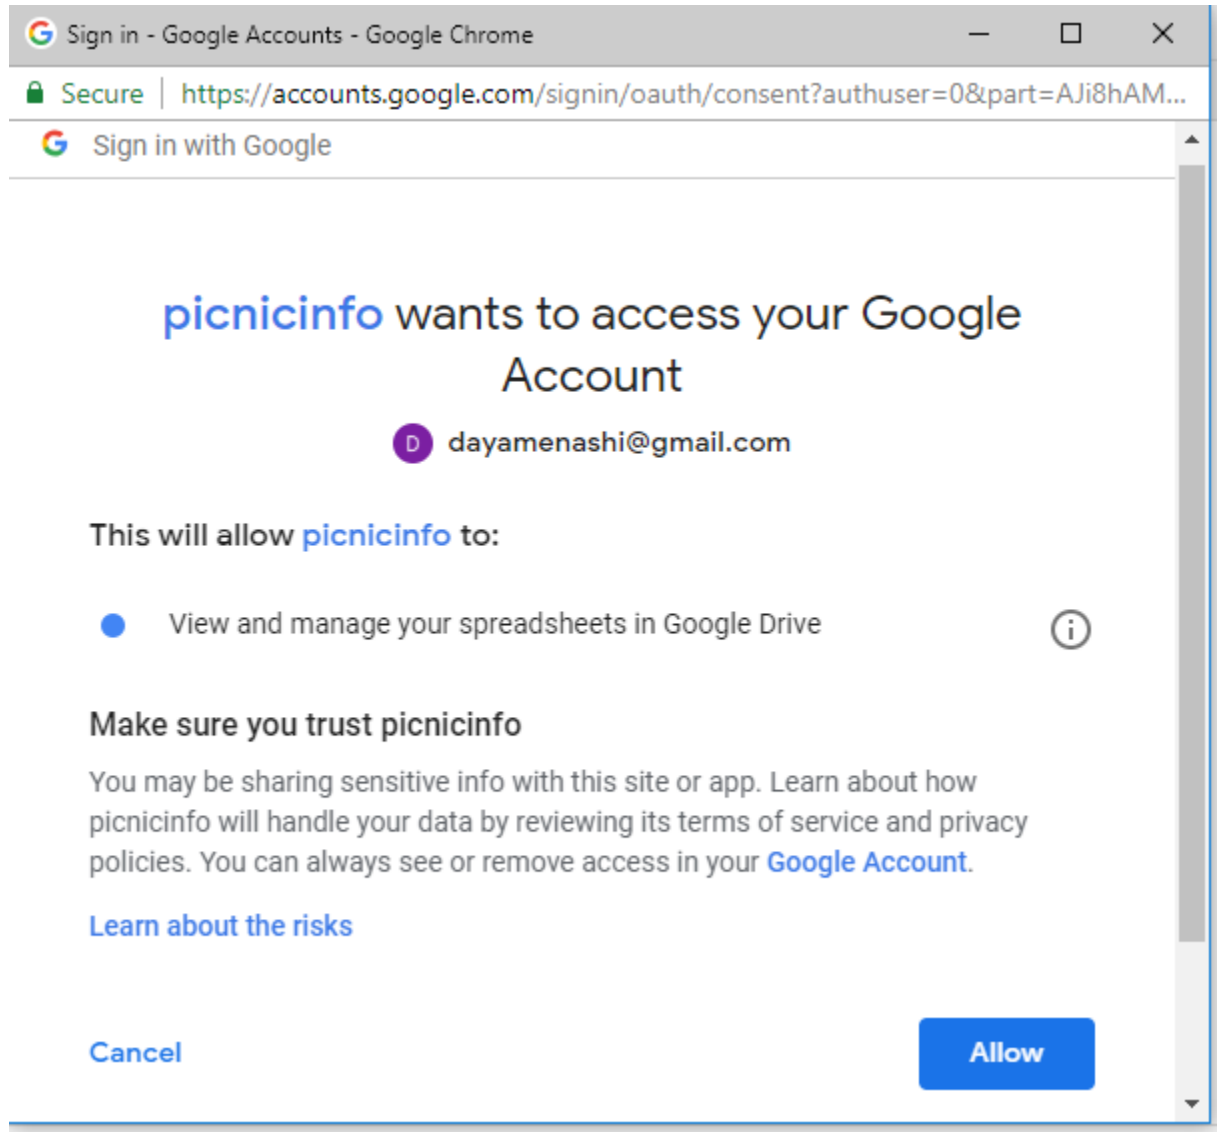 Sign in - Google Accounts - Google Chrome
Secure | https://accounts.google.com/signin/oauth/consent?authuser=0&part=AJi8hAM...
Sign in with Google
picnicinfo wants to access your Google
Account
D dayamenashi@gmail.com
This will allow picnicinfo to:
View and manage your spreadsheets in Google Drive
Make sure you trust picnicinfo
You may be sharing sensitive info with this site or app. Learn about how
picnicinfo will handle your data by reviewing its terms of service and privacy
policies. You can always see or remove access in your Google Account.
Learn about the risks
Cancel
Allow